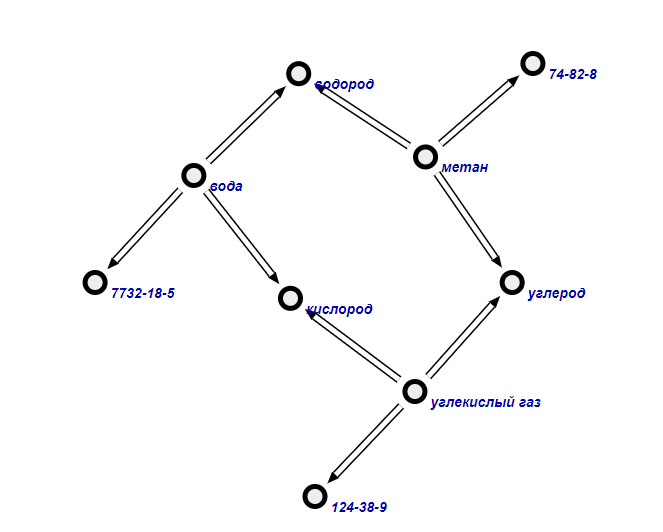 74-82-8
водород
метан
вода
7732-18-5
углерод
кислород
углекислый газ
124-38-9